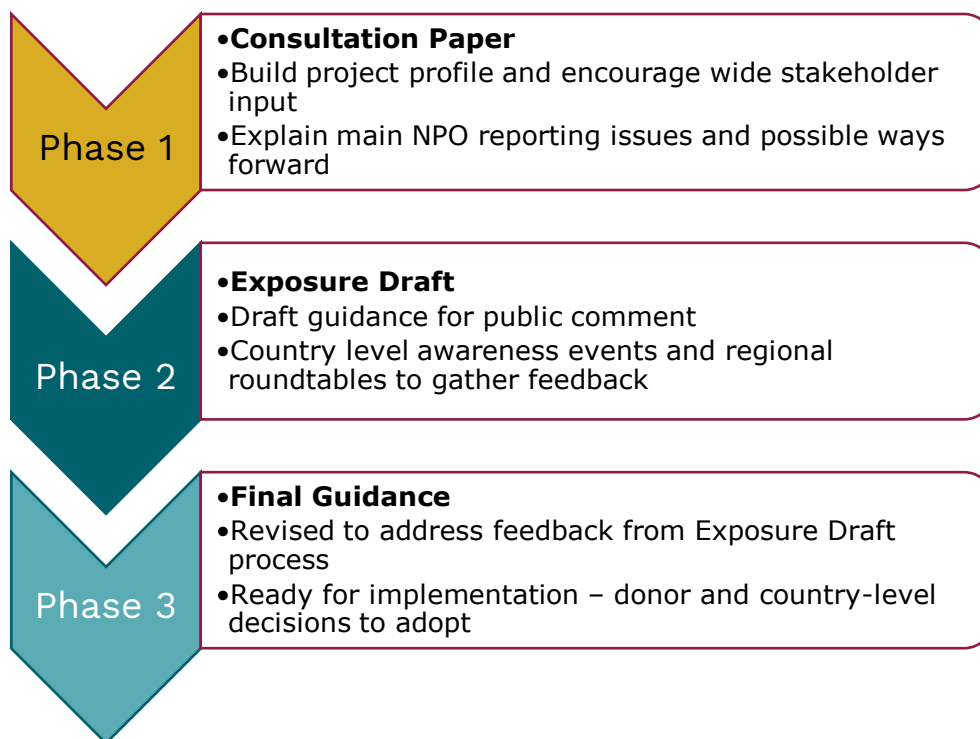 Phase 1
•Consultation Paper
•Build project profile and encourage wide stakeholder
input
•Explain main NPO reporting issues and possible ways
forward
Phase 2
•Exposure Draft
•Draft guidance for public comment
•Country level awareness events and regional
roundtables to gather feedback
Phase 3
•Final Guidance
•Revised to address feedback from Exposure Draft
process
•Ready for implementation – donor and country-level
decisions to adopt